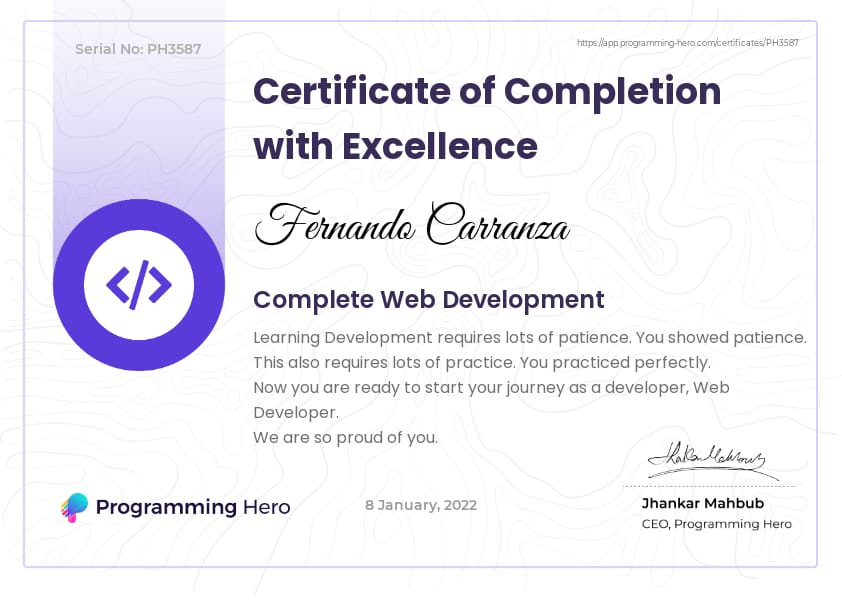 Serial No: PH3587
https://app.programming-hero.com/certificates/PH3587
Certificate of Completion
with Excellence
Fernando Carranza
Complete Web Development
Learning Development requires lots of patience. You showed patience.
This also requires lots of practice. You practiced perfectly.
Now you are ready to start your journey as a developer, Web
Developer.
We are so proud of you.
Programming Hero
8 January, 2022
Jhankar Mahbub
CEO, Programming Hero